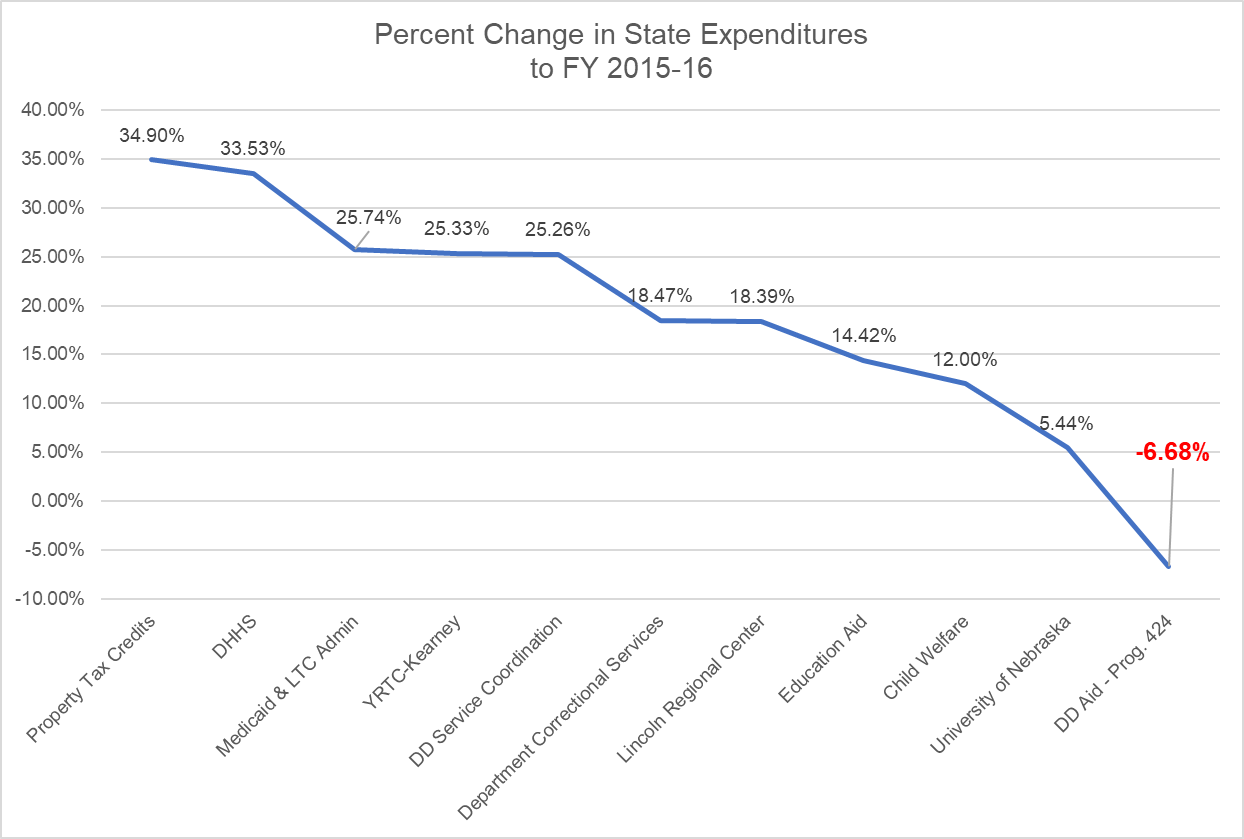 Percent Change in State Expenditures
to FY 2015-16
40.00%
35.00%
30.00%
25.00%
20.00%
15.00%
10.00%
5.00%
0.00%
-5.00%
-10.00%
34.90%
33.53%
25.74%
25.33%
25.26%
18.47%
18.39%
14.42%
12.00%
5.44%
-6.68%
Property Tax Credits
DHHS
Medicaid & LTC Admin
YRTC-Kearney
DD Service Coordination
Department Correctional Services
Lincoln Regional Center
Education Aid
Child Welfare
University of Nebraska
DD Aid - Prog. 424